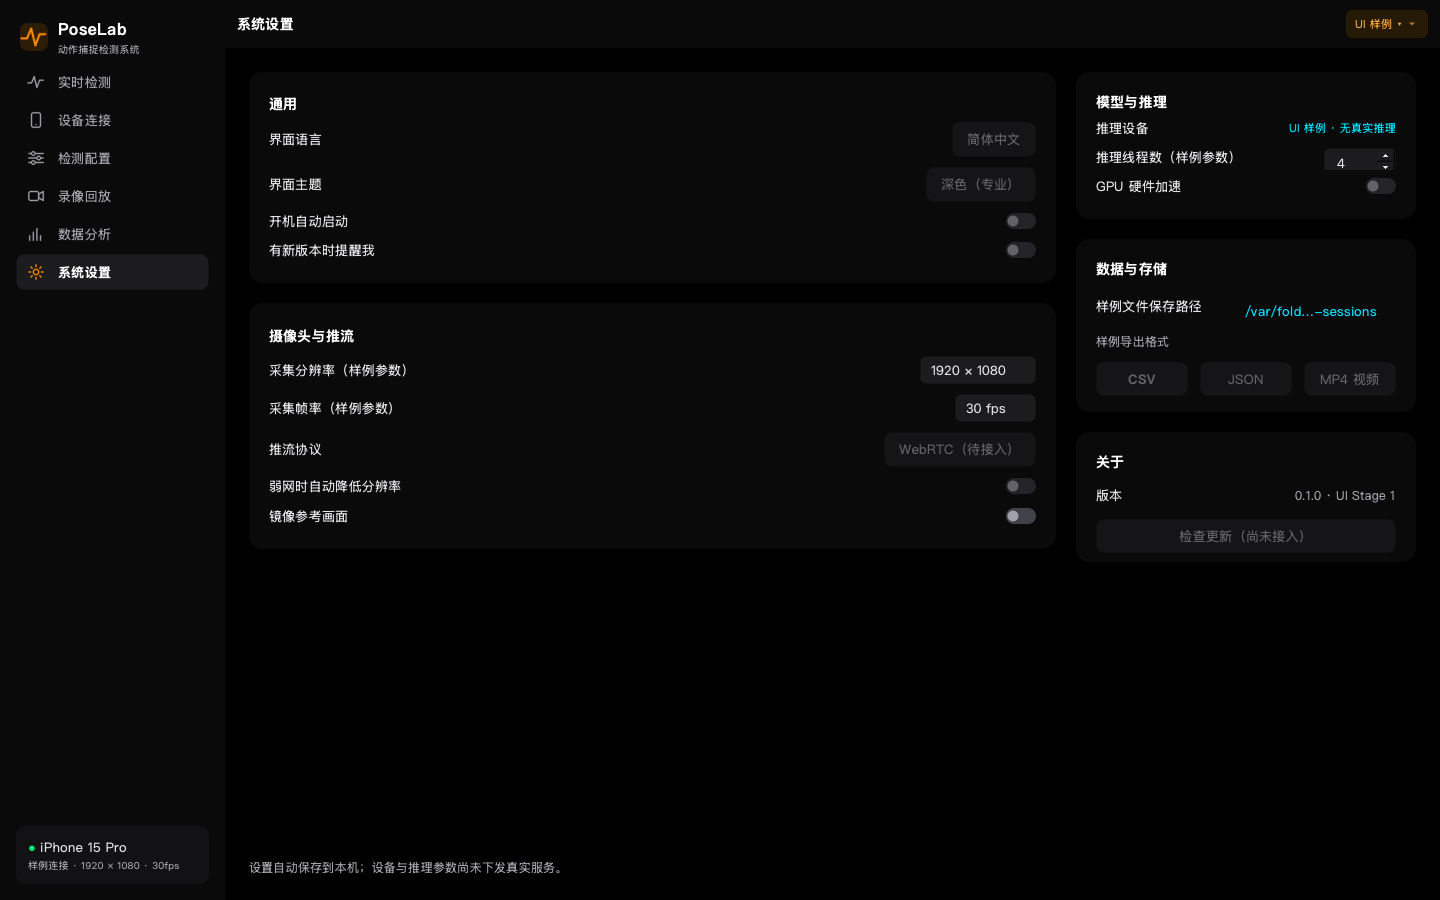 PoseLab
动作捕捉检测系统
实时检测
设备连接
检测配置
录像回放
数据分析
系统设置
iPhone 15 Pro
样例连接 · 1920 × 1080 · 30fps
系统设置
UI 样例 ·
通用
界面语言
简体中文
界面主题
深色（专业）
开机自动启动
有新版本时提醒我
摄像头与推流
采集分辨率（样例参数）
1920 × 1080
采集帧率（样例参数）
30 fps
推流协议
WebRTC（待接入）
弱网时自动降低分辨率
镜像参考画面
模型与推理
推理设备
UI 样例 · 无真实推理
推理线程数（样例参数）
4
GPU 硬件加速
数据与存储
样例文件保存路径
/var/fold...-sessions
样例导出格式
CSV
JSON
MP4 视频
关于
版本
0.1.0 · UI Stage 1
检查更新（尚未接入）
设置自动保存到本机；设备与推理参数尚未下发真实服务。